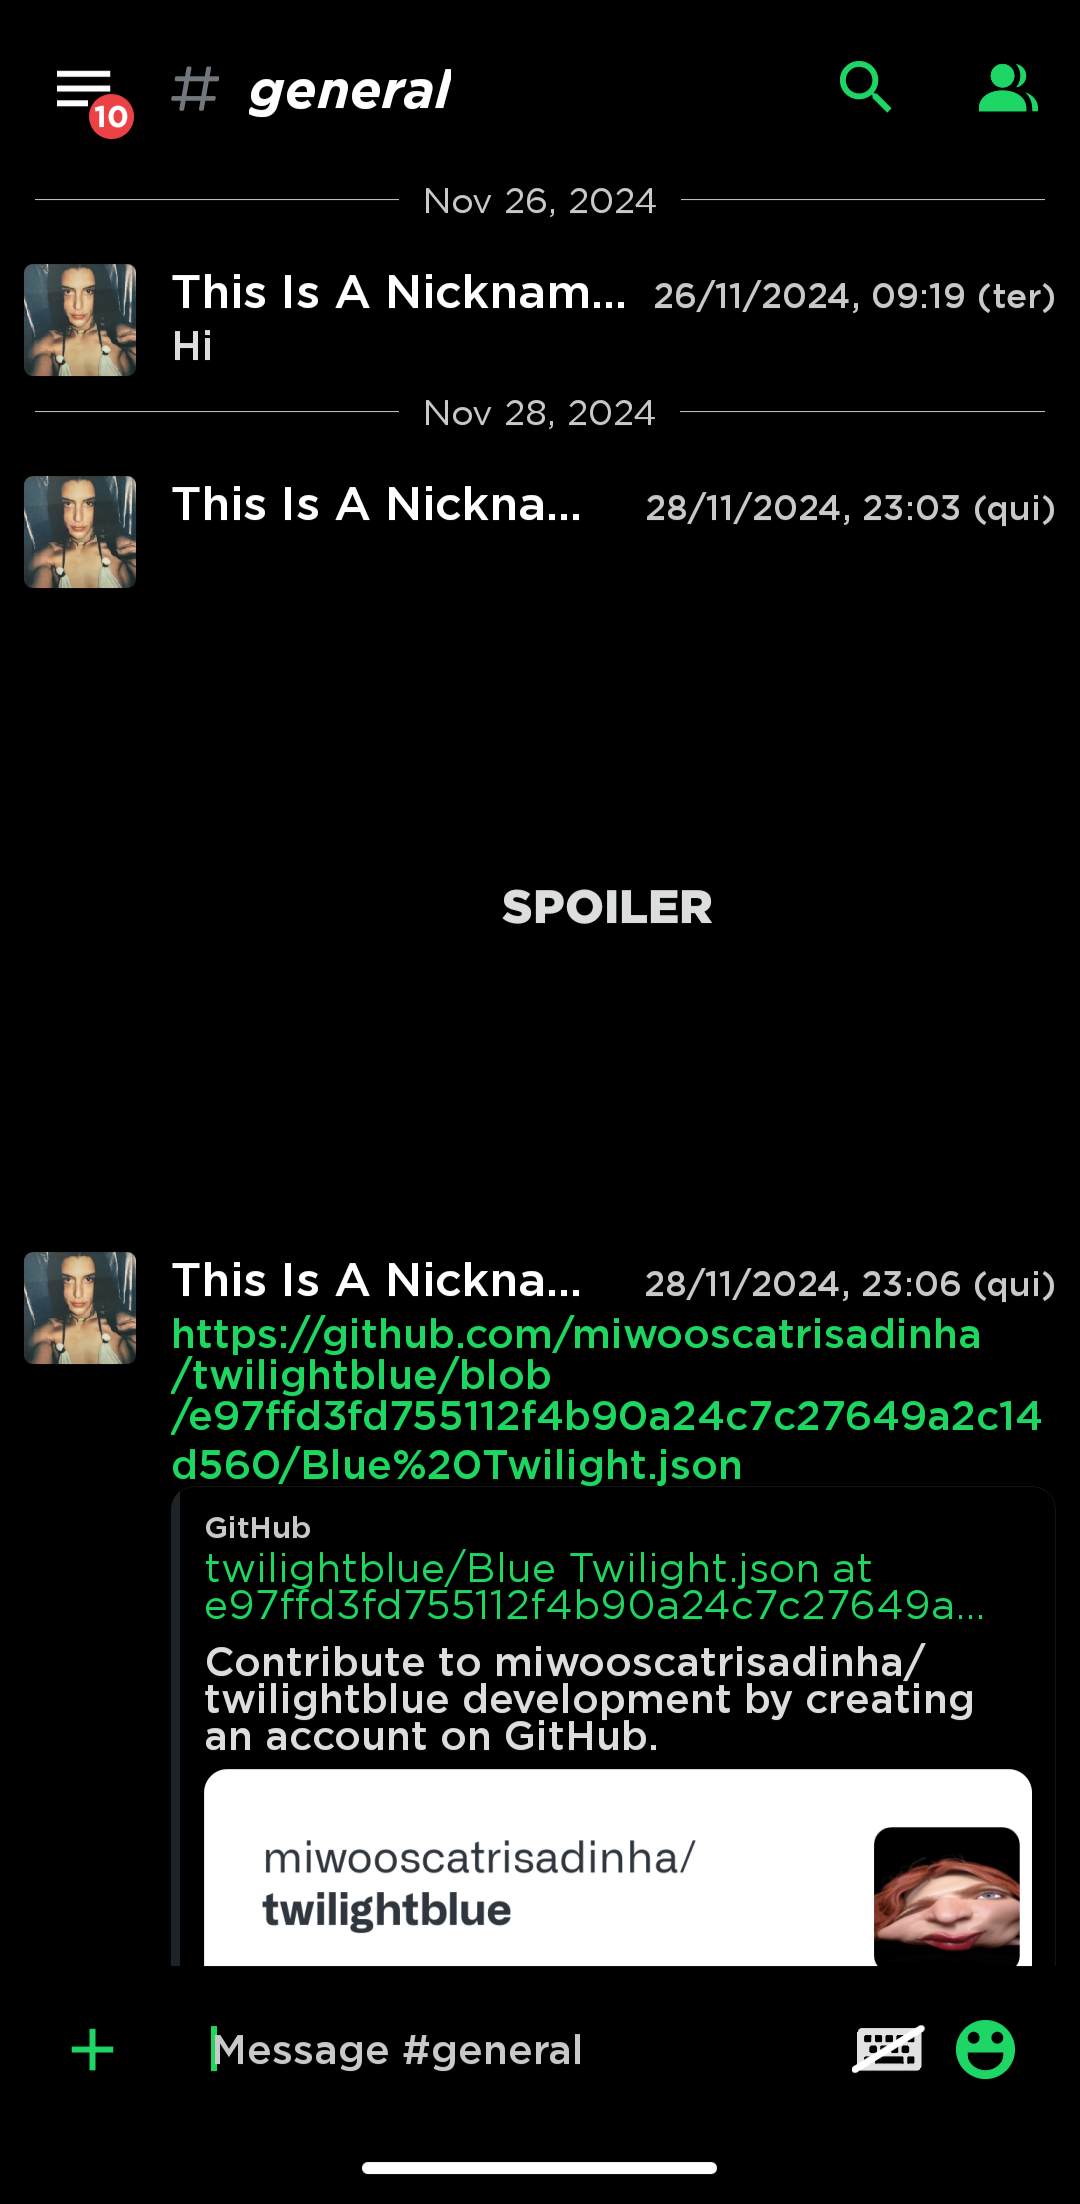 10
# general
Nov 26, 2024
This Is A Nicknam... 26/11/2024, 09:19 (ter)
Hi
Nov 28, 2024
This Is A Nickna... 28/11/2024, 23:03 (qui)
SPOILER
This Is A Nickna... 28/11/2024, 23:06 (qui)
https://github.com/miwooscatrisadinha
/twilightblue/blob
/e97ffd3fd755112f4b90a24c7c27649a2c14
d560/Blue%20Twilight.json
GitHub
twilightblue/Blue Twilight.json at
e97ffd3fd755112f4b90a24c7c27649a...
Contribute to miwooscatrisadinha/
twilightblue development by creating
an account on GitHub.
miwooscatrisadinha/
twilightblue
Message #general